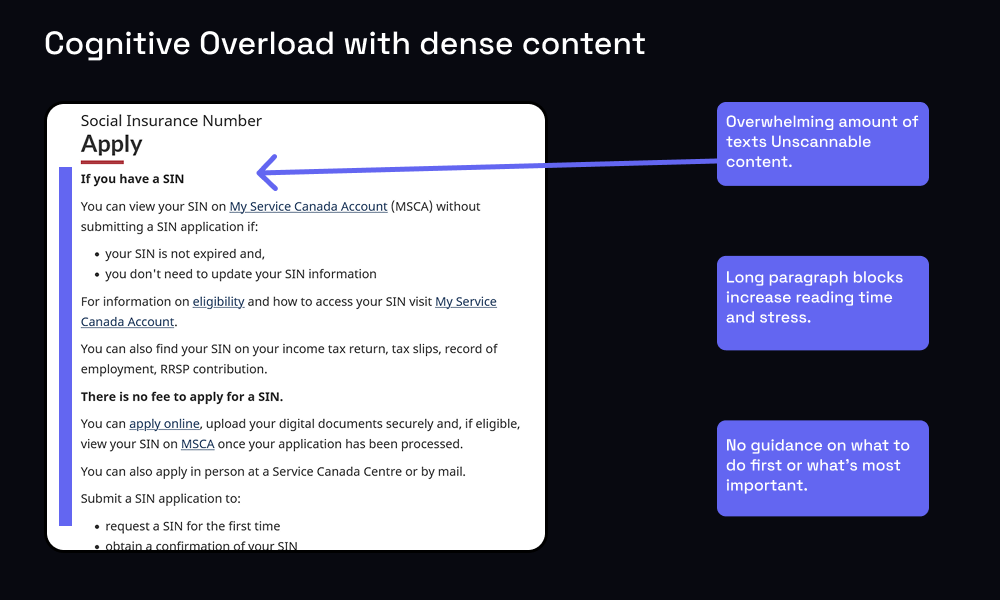 Cognitive Overload with dense content
Social Insurance Number
Apply
If you have a SIN
You can view your SIN on My Service Canada Account (MSCA) without
submitting a SIN application if:
• your SIN is not expired and,
• you don't need to update your SIN information
For information on eligibility and how to access your SIN visit My Service
Canada Account.
You can also find your SIN on your income tax return, tax slips, record of
employment, RRSP contribution.
There is no fee to apply for a SIN.
You can apply online, upload your digital documents securely and, if eligible,
view your SIN on MSCA once your application has been processed.
You can also apply in person at a Service Canada Centre or by mail.
Submit a SIN application to:
• request a SIN for the first time
• obtain a confirmation of your SIN
Overwhelming amount of
texts Unscannable
content.
Long paragraph blocks
increase reading time
and stress.
No guidance on what to
do first or what's most
important.